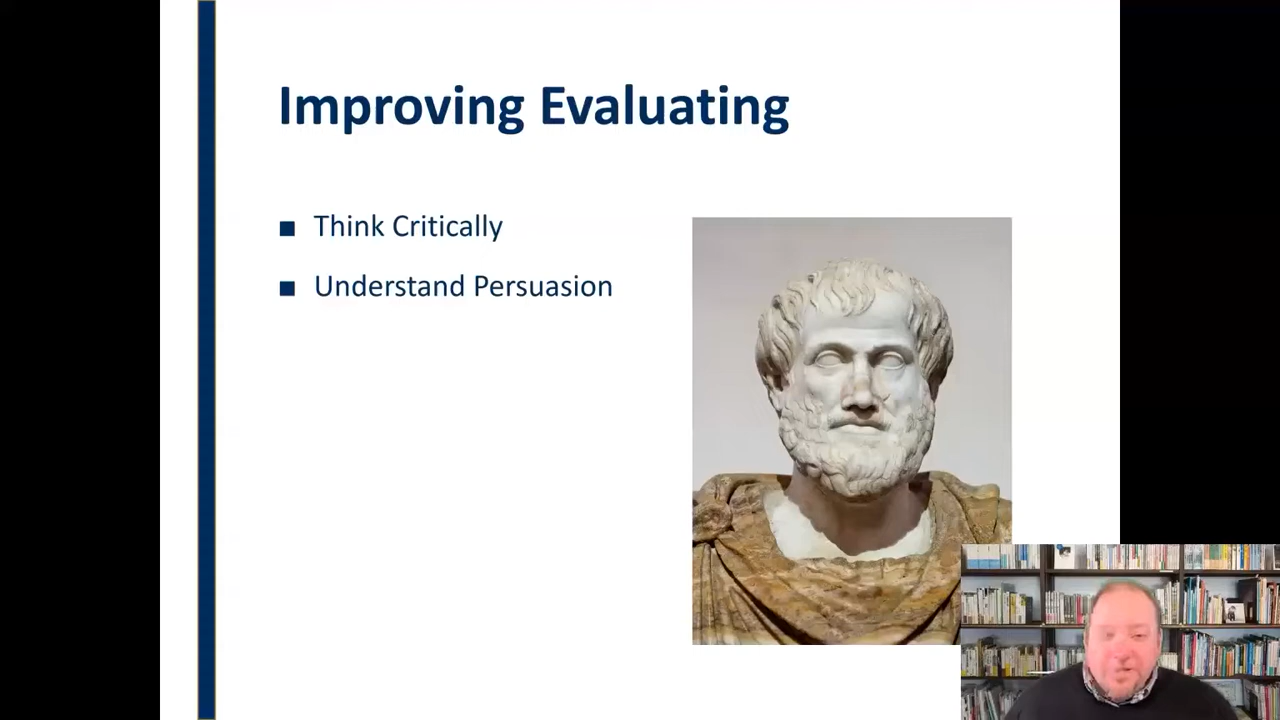 Improving Evaluating
Think Critically
Understand Persuasion